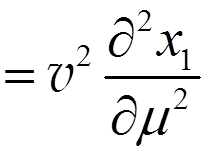 = v² ∂²x₁ / ∂μ²